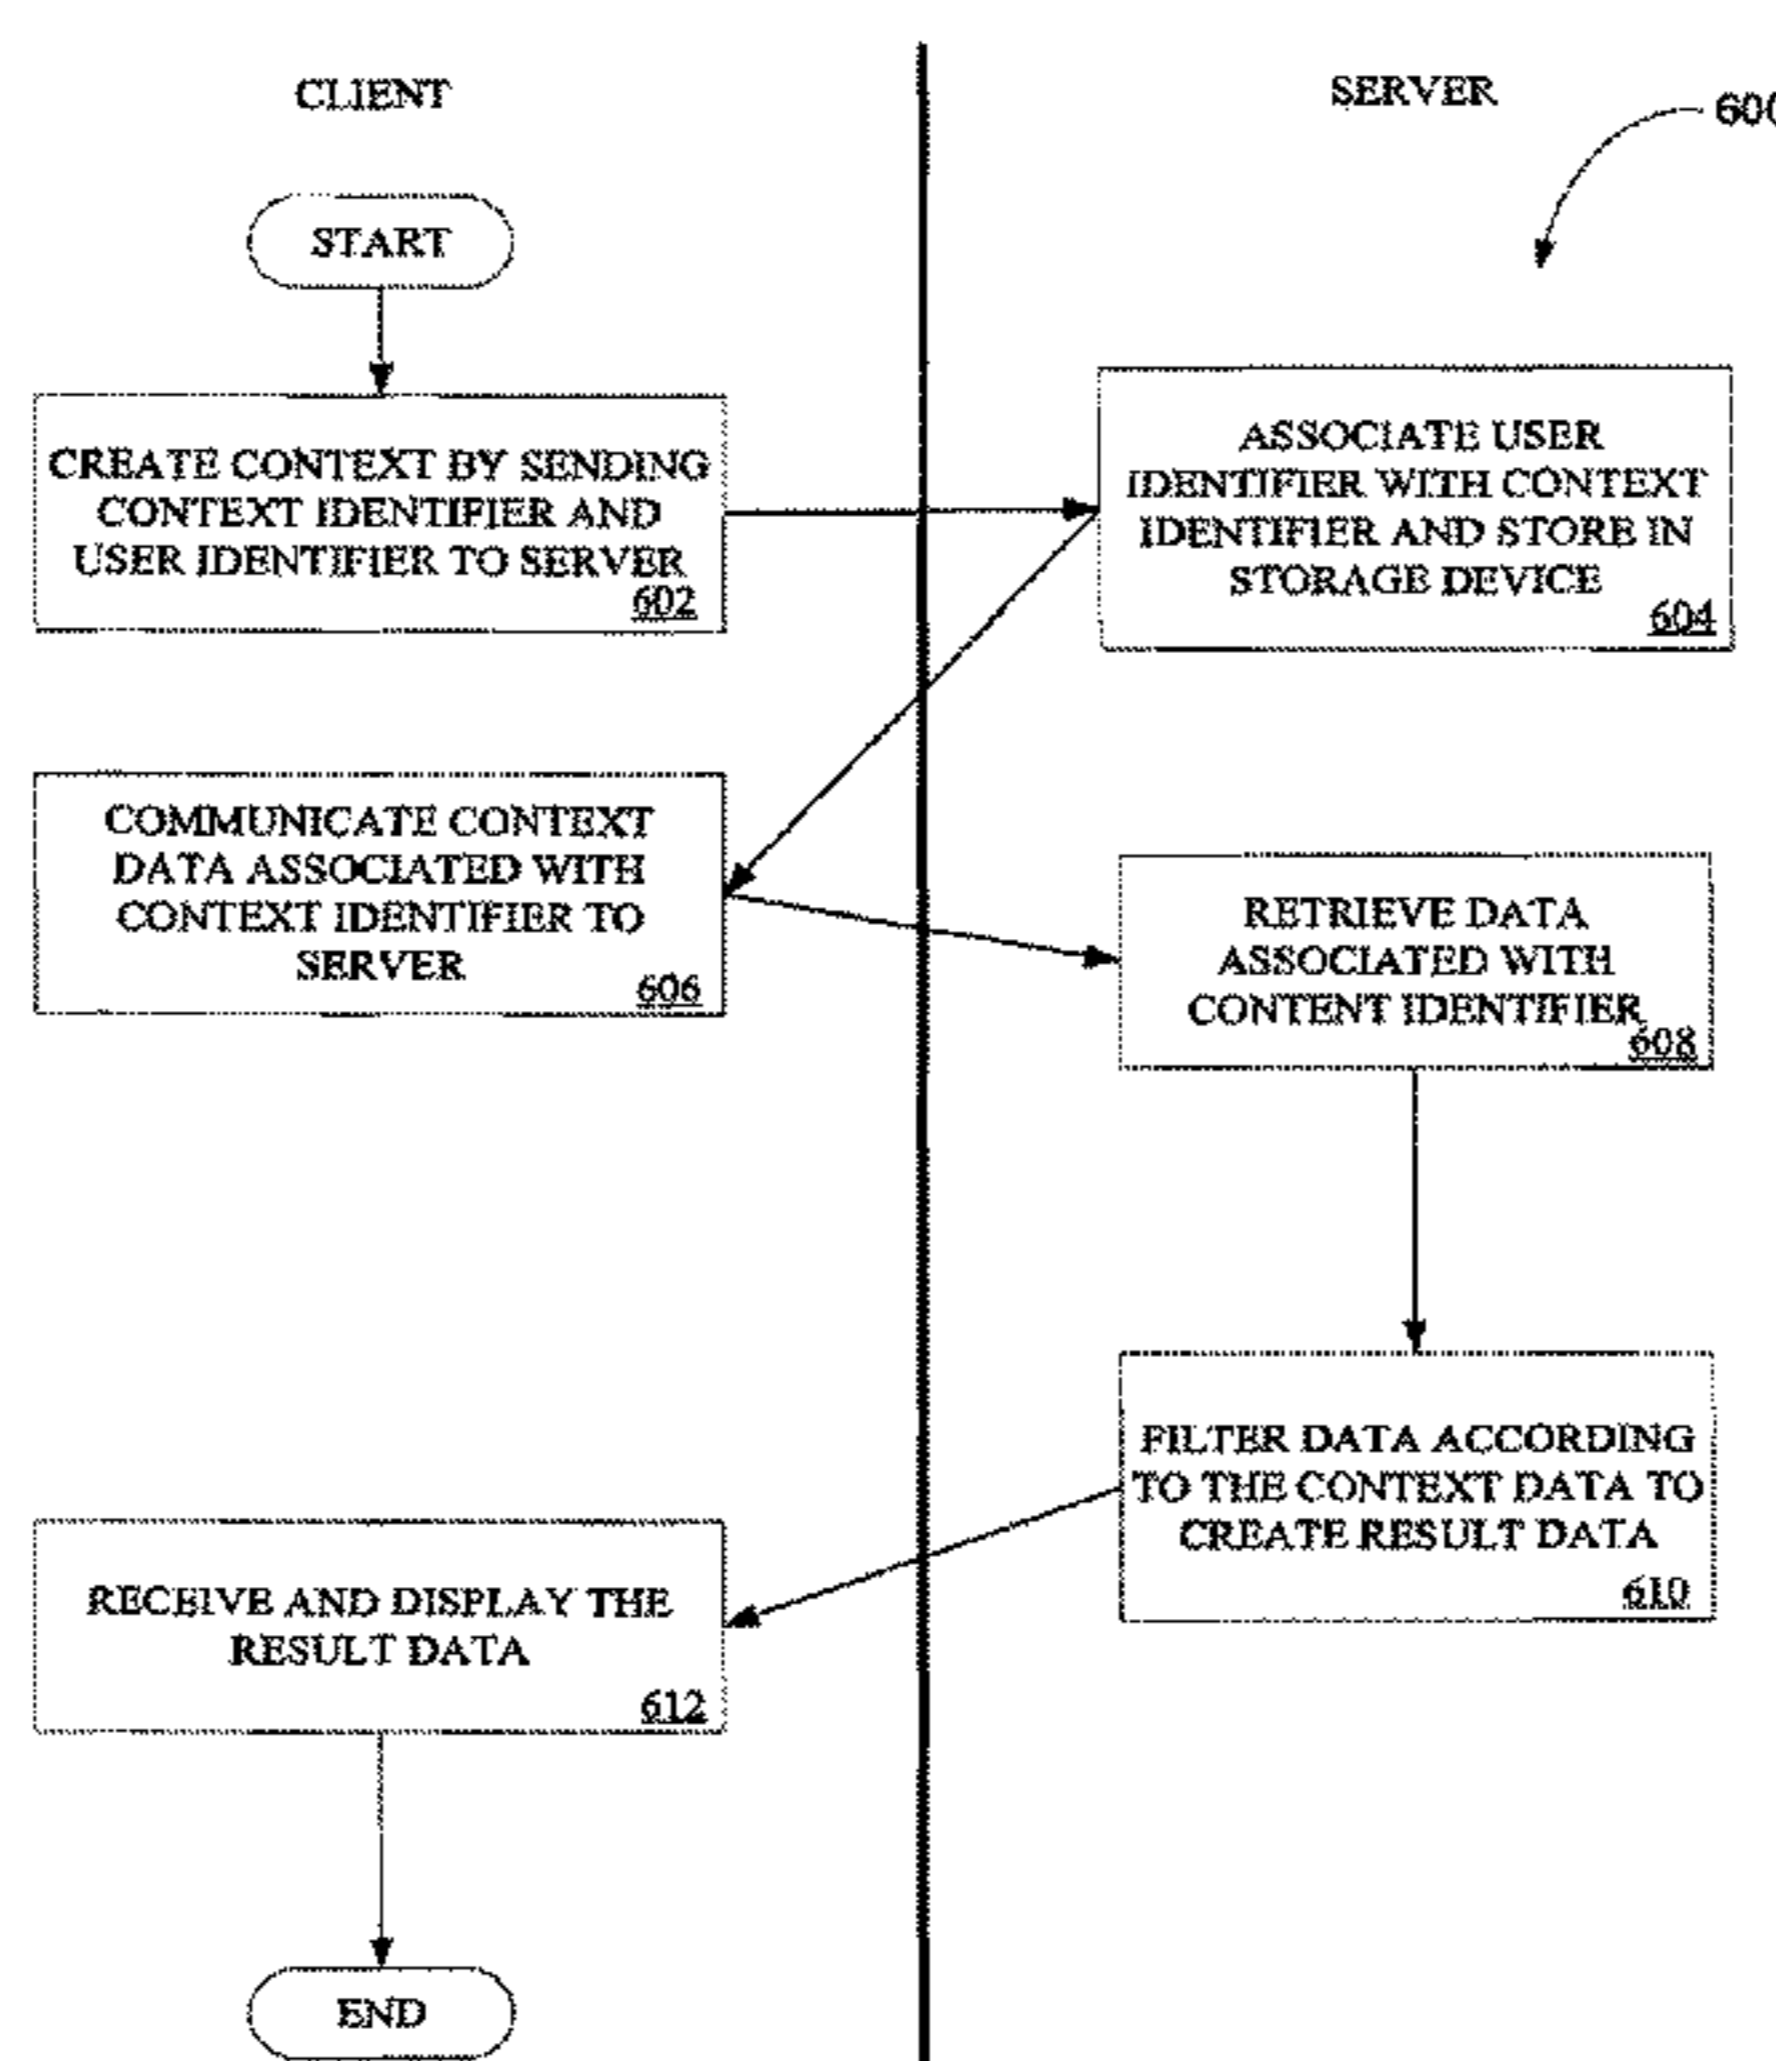 CLIENT
SERVER
600
START
CREATE CONTEXT BY SENDING
CONTEXT IDENTIFIER AND
USER IDENTIFIER TO SERVER
602
ASSOCIATE USER
IDENTIFIER WITH CONTEXT
IDENTIFIER AND STORE IN
STORAGE DEVICE
604
COMMUNICATE CONTEXT
DATA ASSOCIATED WITH
CONTEXT IDENTIFIER TO
SERVER
606
RETRIEVE DATA
ASSOCIATED WITH
CONTENT IDENTIFIER
608
FILTER DATA ACCORDING
TO THE CONTEXT DATA TO
CREATE RESULT DATA
610
RECEIVE AND DISPLAY THE
RESULT DATA
612
END